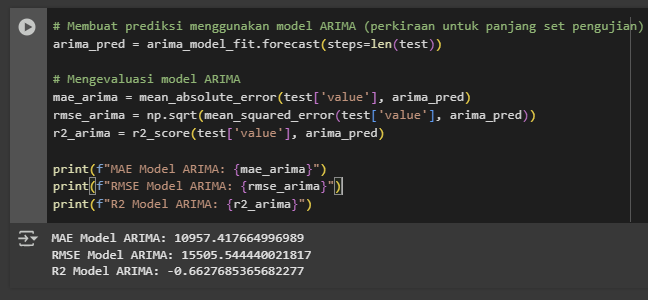 # Membuat prediksi menggunakan model ARIMA (perkiraan untuk panjang set pengujian)
arima_pred = arima_model_fit.forecast(steps=len(test))
# Mengevaluasi model ARIMA
mae_arima = mean_absolute_error(test['value'], arima_pred)
rmse_arima = np.sqrt(mean_squared_error(test['value'], arima_pred))
r2_arima = r2_score(test['value'], arima_pred)
print(f"MAE Model ARIMA: {mae_arima}")
print(f"RMSE Model ARIMA: {rmse_arima}")
print(f"R2 Model ARIMA: {r2_arima}")
MAE Model ARIMA: 10957.417664996989
RMSE Model ARIMA: 15505.544440021817
R2 Model ARIMA: -0.6627685365682277